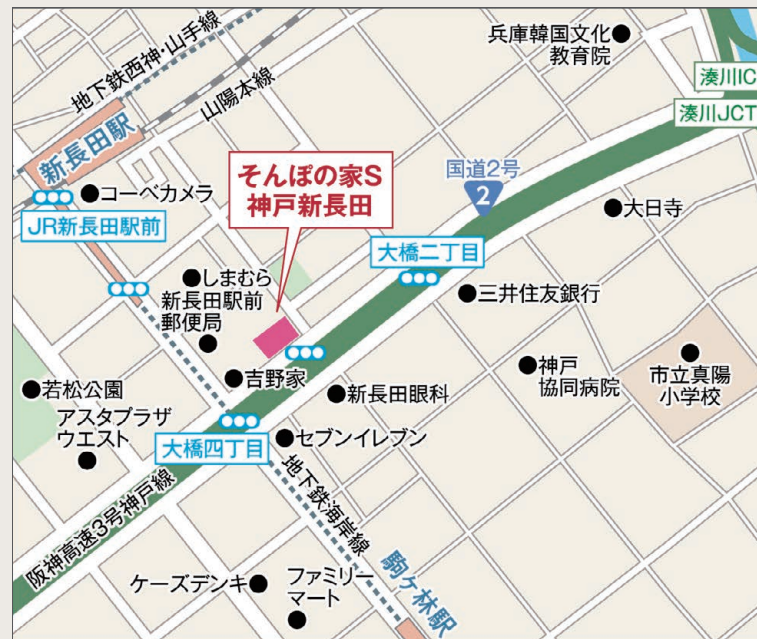 地下鉄西神・山手線
山陽本線
新長田駅
兵庫韓国文化
教育院
湊川IC
湊川JCT
コーベカメラ
JR新長田駅前
そんぽの家S
神戸新長田
国道2号
2
大日寺
大橋二丁目
しまむら
新長田駅前
郵便局
三井住友銀行
吉野家
新長田眼科
神戸
協同病院
市立真陽
小学校
若松公園
アスタプラザ
ウエスト
大橋四丁目
セブンイレブン
地下鉄海岸線
阪神高速3号神戸線
駒ヶ林駅
ケーズデンキ
ファミリー
マート